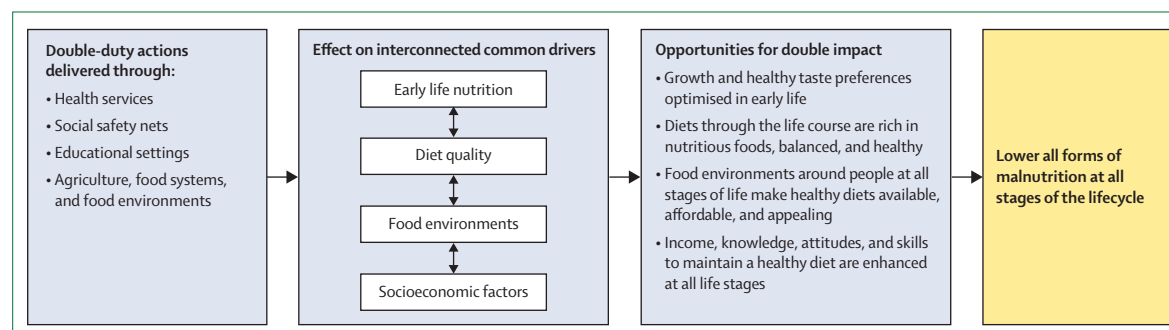 Double-duty actions
delivered through:
• Health services
• Social safety nets
• Educational settings
• Agriculture, food systems,
and food environments
Effect on interconnected common drivers
Early life nutrition
Diet quality
Food environments
Socioeconomic factors
Opportunities for double impact
• Growth and healthy taste preferences
optimised in early life
• Diets through the life course are rich in
nutritious foods, balanced, and healthy
• Food environments around people at all
stages of life make healthy diets available,
affordable, and appealing
• Income, knowledge, attitudes, and skills
to maintain a healthy diet are enhanced
at all life stages
Lower all forms of
malnutrition at all
stages of the lifecycle